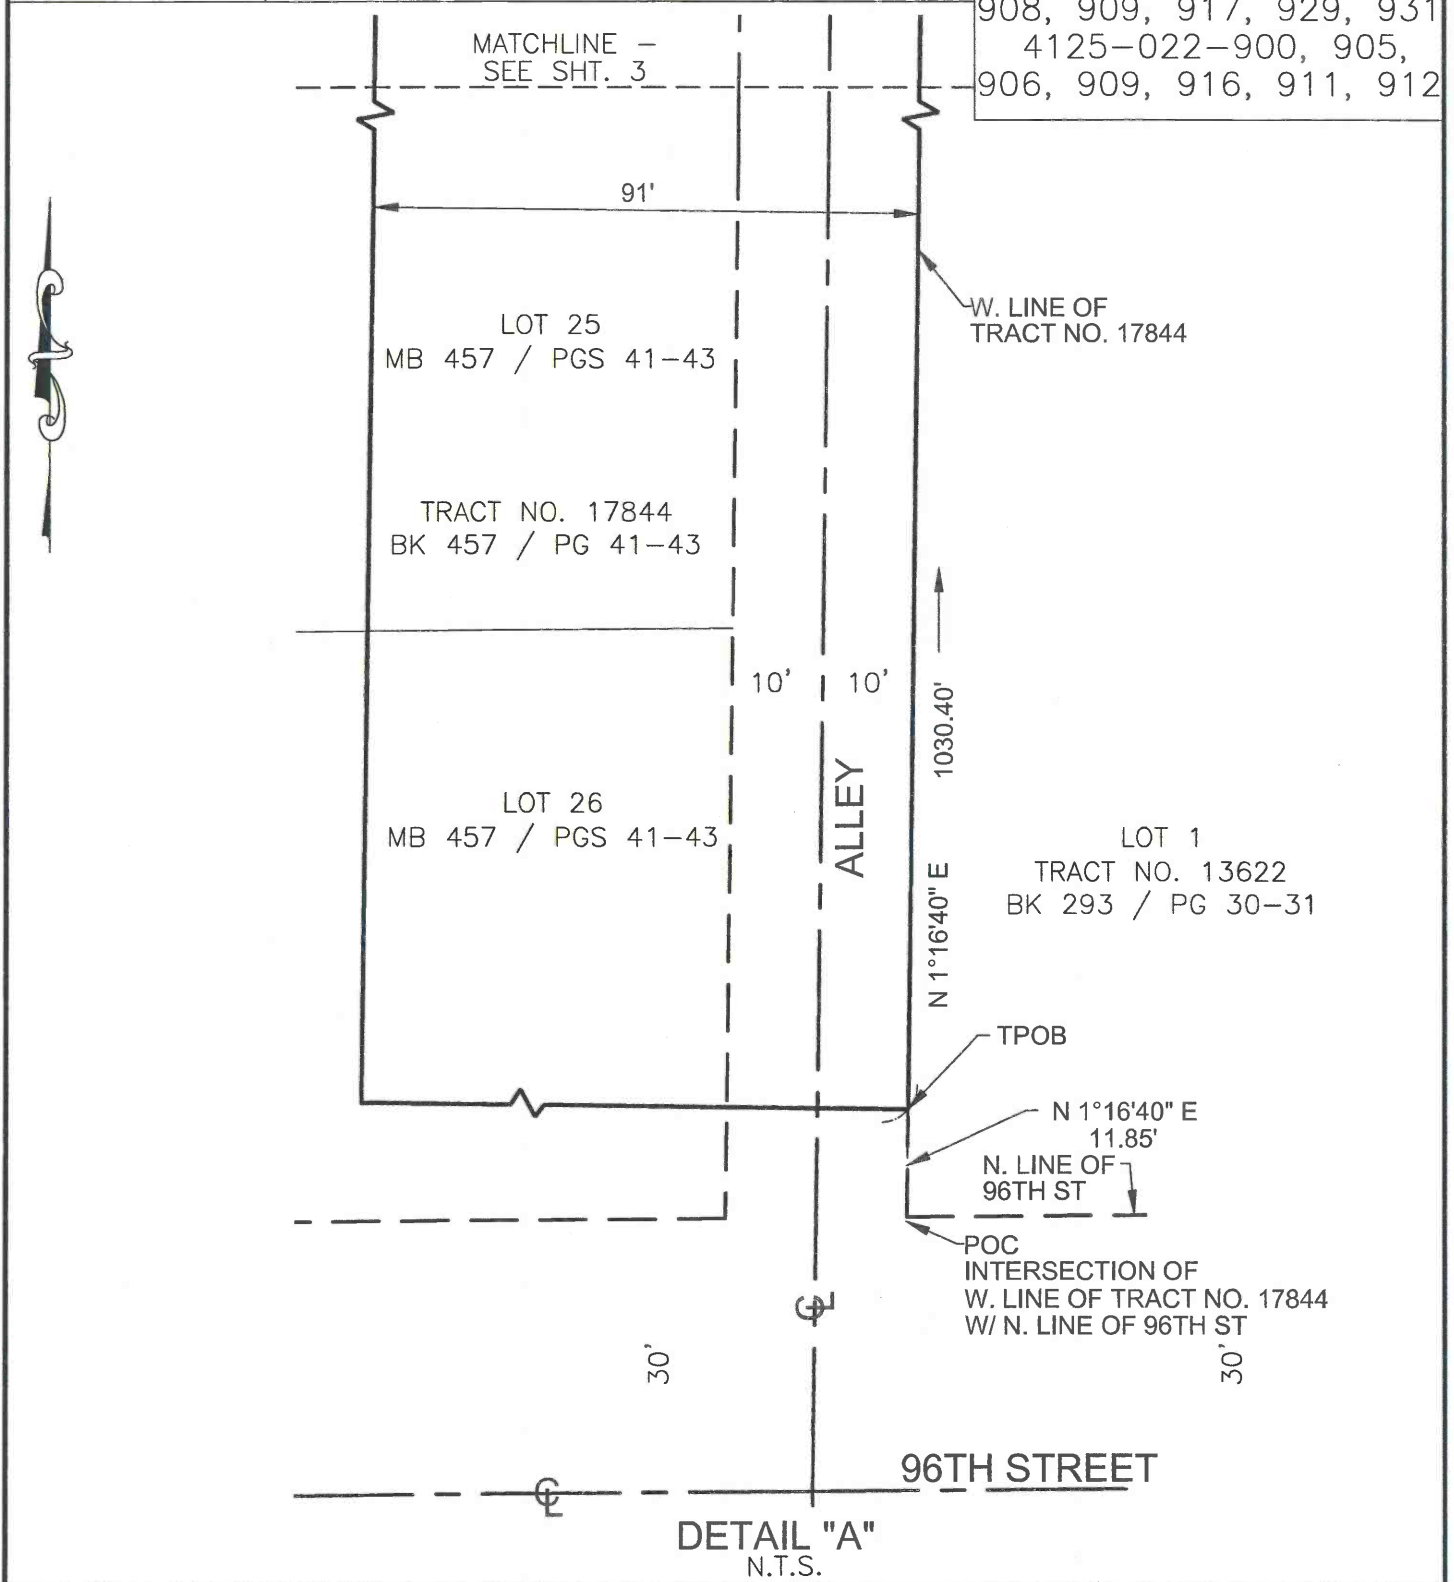 908, 909, 917, 929, 931
4125-022-900, 905,
906, 909, 916, 911, 912
MATCHLINE -
SEE SHT. 3
91'
W. LINE OF
TRACT NO. 17844
LOT 25
MB 457 / PGS 41-43
TRACT NO. 17844
BK 457 / PG 41-43
10'
10'
1030.40'
N 1°16'40" E
ALLEY
LOT 26
MB 457 / PGS 41-43
LOT 1
TRACT NO. 13622
BK 293 / PG 30-31
TPOB
N 1°16'40" E
11.85'
N. LINE OF
96TH ST
POC
INTERSECTION OF
W. LINE OF TRACT NO. 17844
W/ N. LINE OF 96TH ST
℄
30'
30'
96TH STREET
℄
DETAIL "A"
N.T.S.